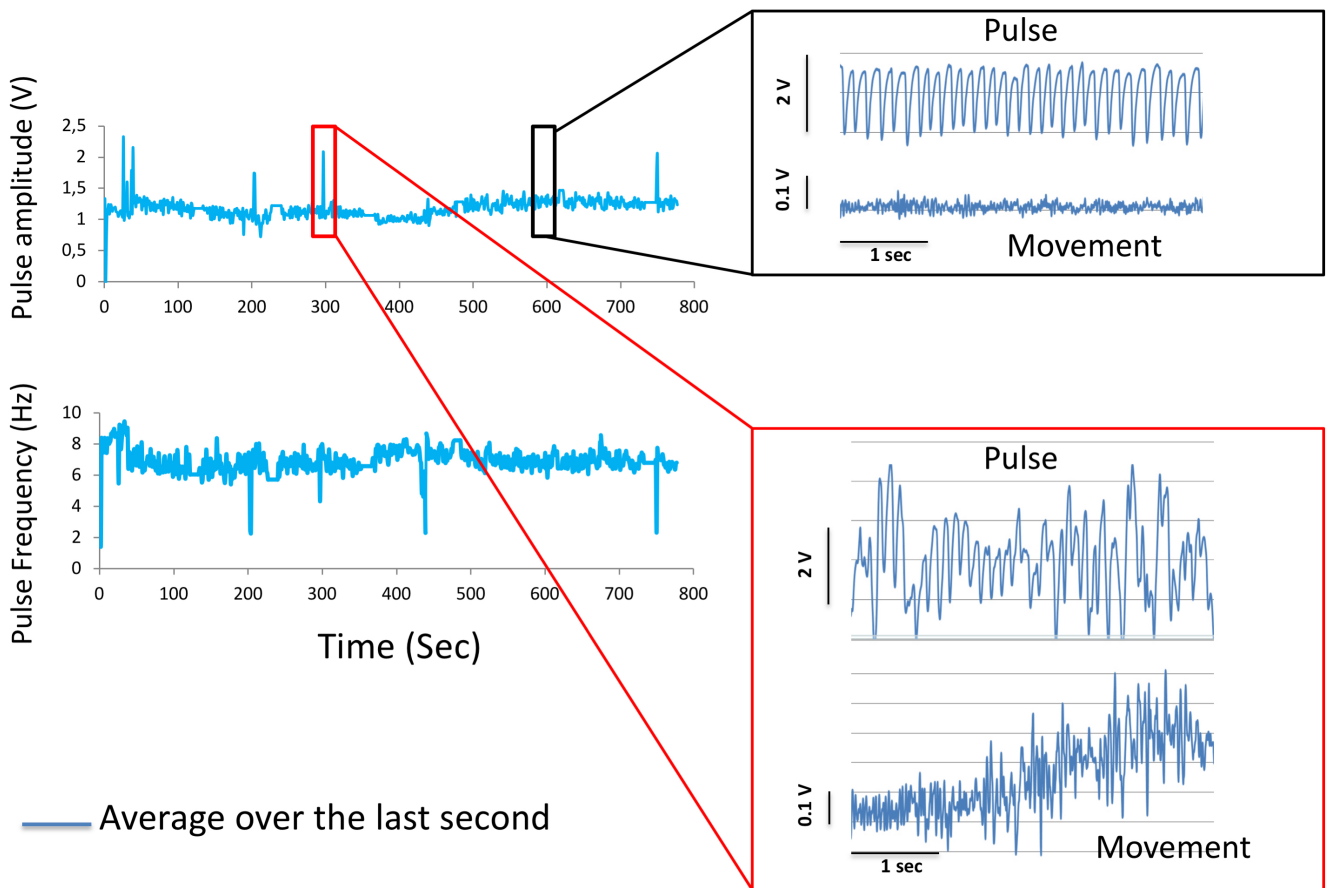 Pulse amplitude (V)
2,5
2
1,5
1
0,5
0
0 100 200 300 400 500 600 700 800
Pulse
2 V
0.1 V
1 sec
Movement
Pulse Frequency (Hz)
10
8
6
4
2
0
0 100 200 300 400 500 600 700 800
Time (Sec)
Pulse
2 V
0.1 V
1 sec
Movement
Average over the last second